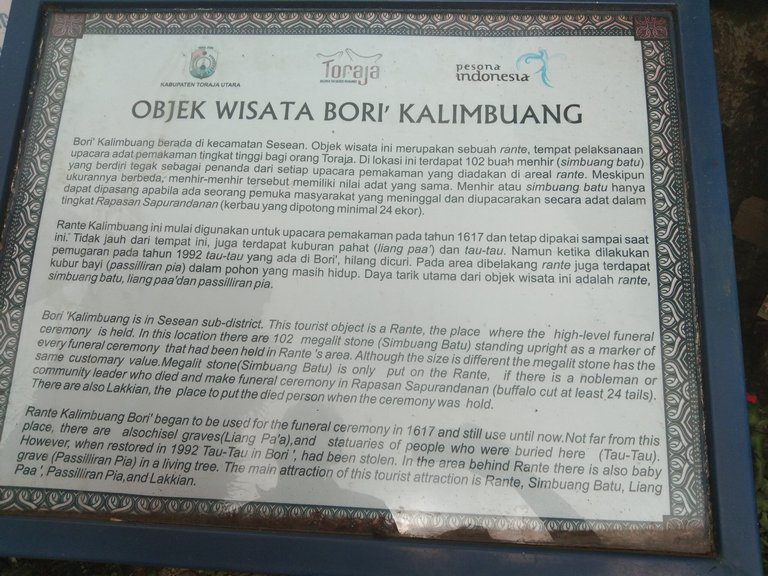 KABUPATEN TORAJA UTARA
Toraja
pesona
indonesia
OBJEK WISATA BORI' KALIMBUANG
Bori' Kalimbuang berada di kecamatan Sesean. Objek wisata ini merupakan sebuah rante, tempat pelaksanaan
upacara adat pemakaman tingkat tinggi bagi orang Toraja. Di lokasi ini terdapat 102 buah menhir (simbuang batu)
yang berdiri tegak sebagai penanda dari setiap upacara pemakaman yang diadakan di areal rante. Meskipun
ukurannya berbeda, menhir-menhir tersebut memiliki nilai adat yang sama. Menhir atau simbuang batu hanya
dapat dipasang apabila ada seorang pemuka masyarakat yang meninggal dan diupacarakan secara adat dalam
tingkat Rapasan Sapurandanan (kerbau yang dipotong minimal 24 ekor).
Rante Kalimbuang ini mulai digunakan untuk upacara pemakaman pada tahun 1617 dan tetap dipakai sampai saat
ini. Tidak jauh dari tempat ini, juga terdapat kuburan pahat (liang paa') dan tau-tau. Namun ketika dilakukan
pemugaran pada tahun 1992 tau-tau yang ada di Bori', hilang dicuri. Pada area dibelakang rante juga terdapat
kubur bayi (passilliran pia) dalam pohon yang masih hidup. Daya tarik utama dari objek wisata ini adalah rante,
simbuang batu, liang paa'dan passilliran pia.
Bori 'Kalimbuang is in Sesean sub-district. This tourist object is a Rante, the place where the high-level funeral
ceremony is held. In this location there are 102 megalit stone (Simbuang Batu) standing upright as a marker of
every funeral ceremony that had been held in Rante 's area. Although the size is different the megalit stone has the
same customary value.Megalit stone(Simbuang Batu) is only put on the Rante, if there is a nobleman or
community leader who died and make funeral ceremony in Rapasan Sapurandanan (buffalo cut at least 24 tails).
There are also Lakkian, the place to put the died person when the ceremony was hold.
Rante Kalimbuang Bori' began to be used for the funeral ceremony in 1617 and still use until now.Not far from this
place, there are alsochisel graves(Liang Pa'a),and statuaries of people who were buried here (Tau-Tau).
However, when restored in 1992 Tau-Tau in Bori ', had been stolen. In the area behind Rante there is also baby
grave (Passilliran Pia) in a living tree. The main attraction of this tourist attraction is Rante, Simbuang Batu, Liang
Paa ', Passilliran Pia,and Lakkian.